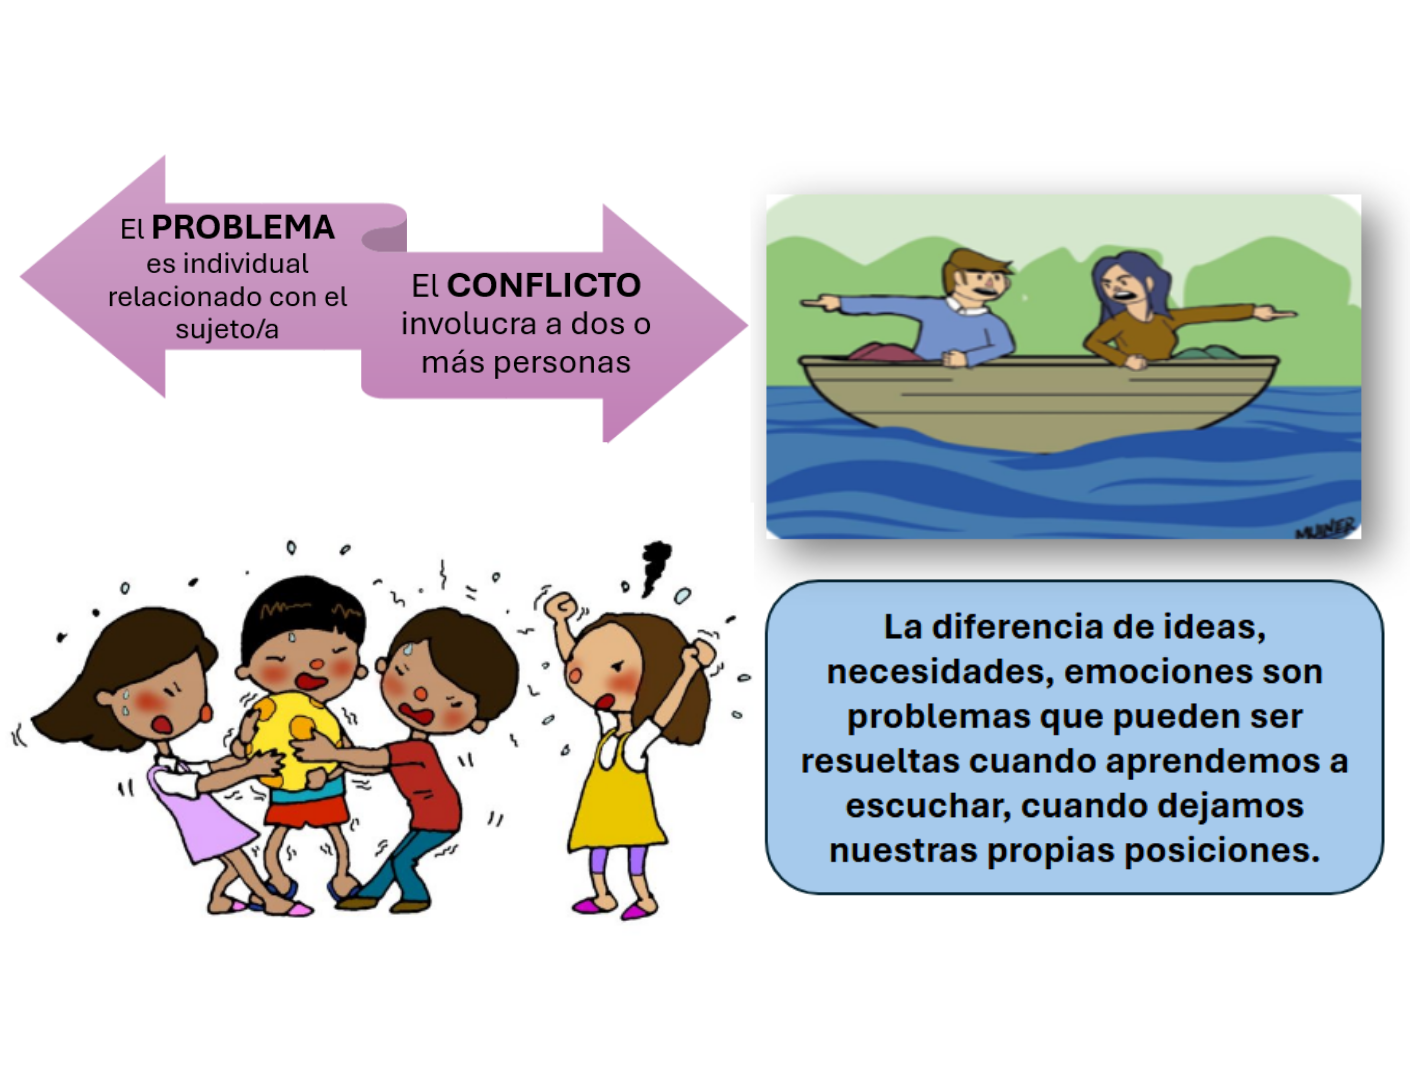 El PROBLEMA
es individual
relacionado con el
sujeto/a
El CONFLICTO
involucra a dos o
más personas
MUINER
La diferencia de ideas,
necesidades, emociones son
problemas que pueden ser
resueltas cuando aprendemos a
escuchar, cuando dejamos
nuestras propias posiciones.